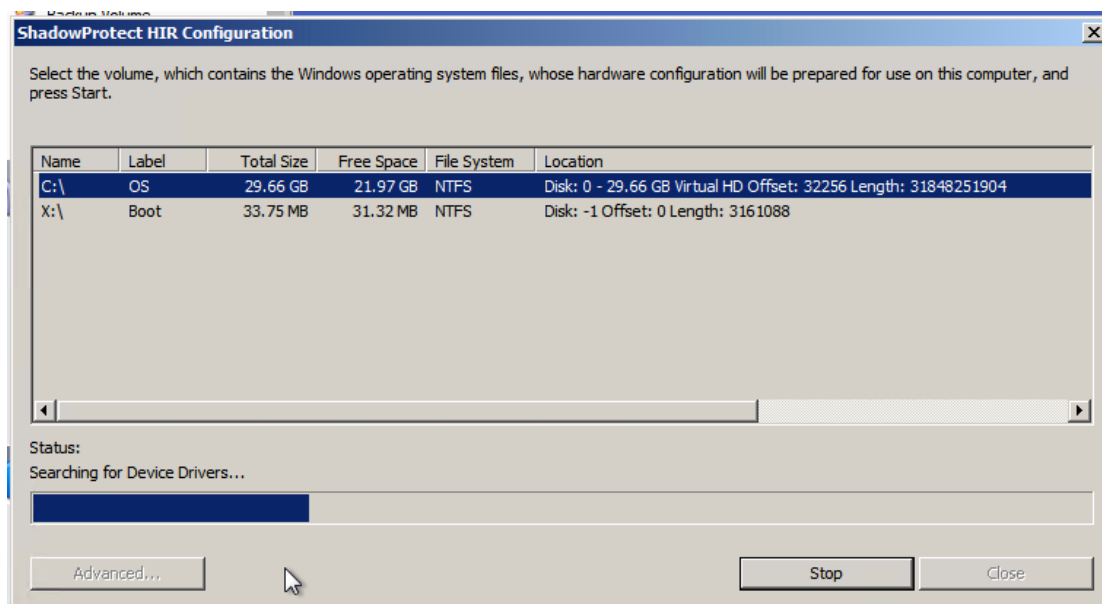 Backup Volume
ShadowProtect HIR Configuration
Select the volume, which contains the Windows operating system files, whose hardware configuration will be prepared for use on this computer, and
press Start.
Name Label Total Size Free Space File System Location
C:\ OS 29.66 GB 21.97 GB NTFS Disk: 0 - 29.66 GB Virtual HD Offset: 32256 Length: 31848251904
X:\ Boot 33.75 MB 31.32 MB NTFS Disk: -1 Offset: 0 Length: 3161088
Status:
Searching for Device Drivers...
Advanced... Stop Close